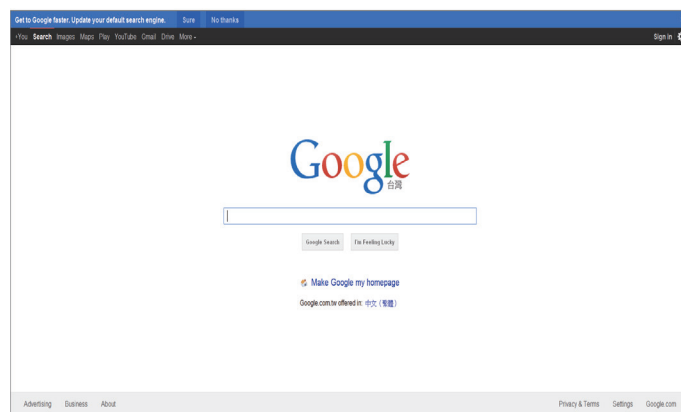 Get to Google faster. Update your default search engine. Sure No thanks
+You Search Images Maps Play YouTube Gmail Drive More - Sign in
Google
台灣
Google Search I'm Feeling Lucky
Make Google my homepage
Google.com.tw offered in: 中文 (繁體)
Advertising Business About Privacy & Terms Settings Google.com